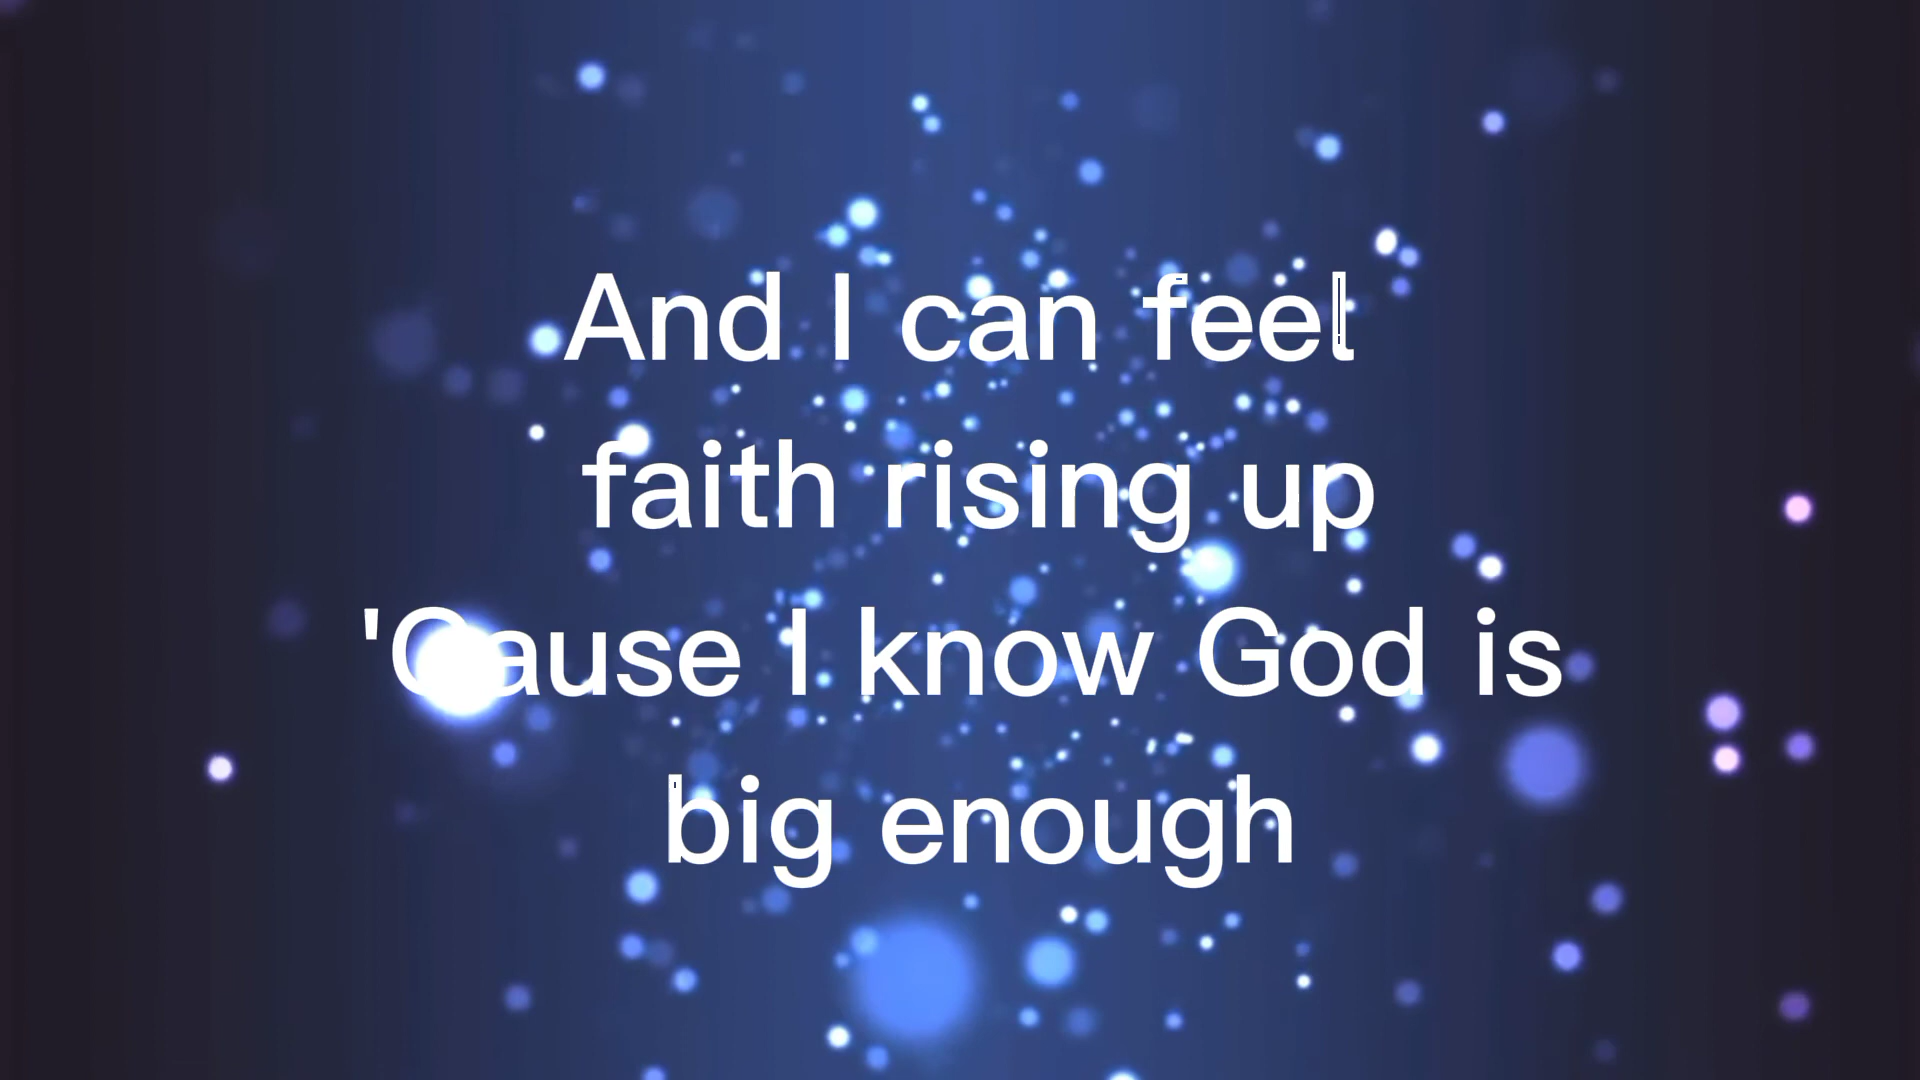 And I can feel
faith rising up
'Cause I know God is
big enough